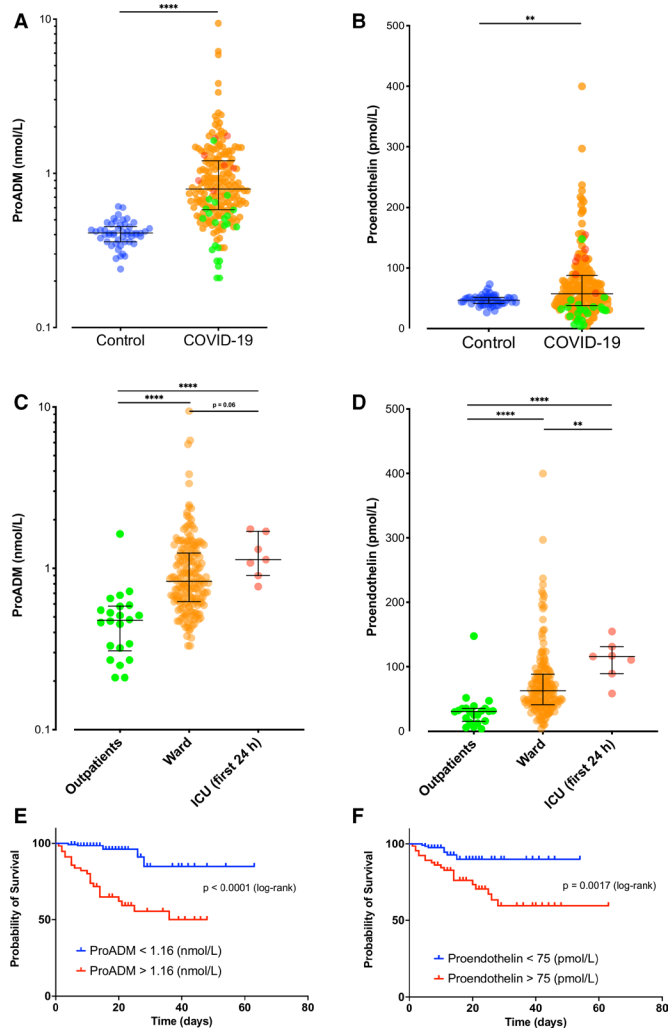 A
****
ProADM (nmol/L)
10
1
0.1
Control
COVID-19
B
**
Proendothelin (pmol/L)
500
400
300
200
100
0
Control
COVID-19
C
****
****
p = 0.06
ProADM (nmol/L)
10
1
0.1
Outpatients
Ward
ICU (first 24 h)
D
****
****
**
Proendothelin (pmol/L)
500
400
300
200
100
0
Outpatients
Ward
ICU (first 24 h)
E
Probability of Survival
100
50
0
p < 0.0001 (log-rank)
ProADM < 1.16 (nmol/L)
ProADM > 1.16 (nmol/L)
0
20
40
60
80
Time (days)
F
Probability of Survival
100
50
0
p = 0.0017 (log-rank)
Proendothelin < 75 (pmol/L)
Proendothelin > 75 (pmol/L)
0
20
40
60
80
Time (days)